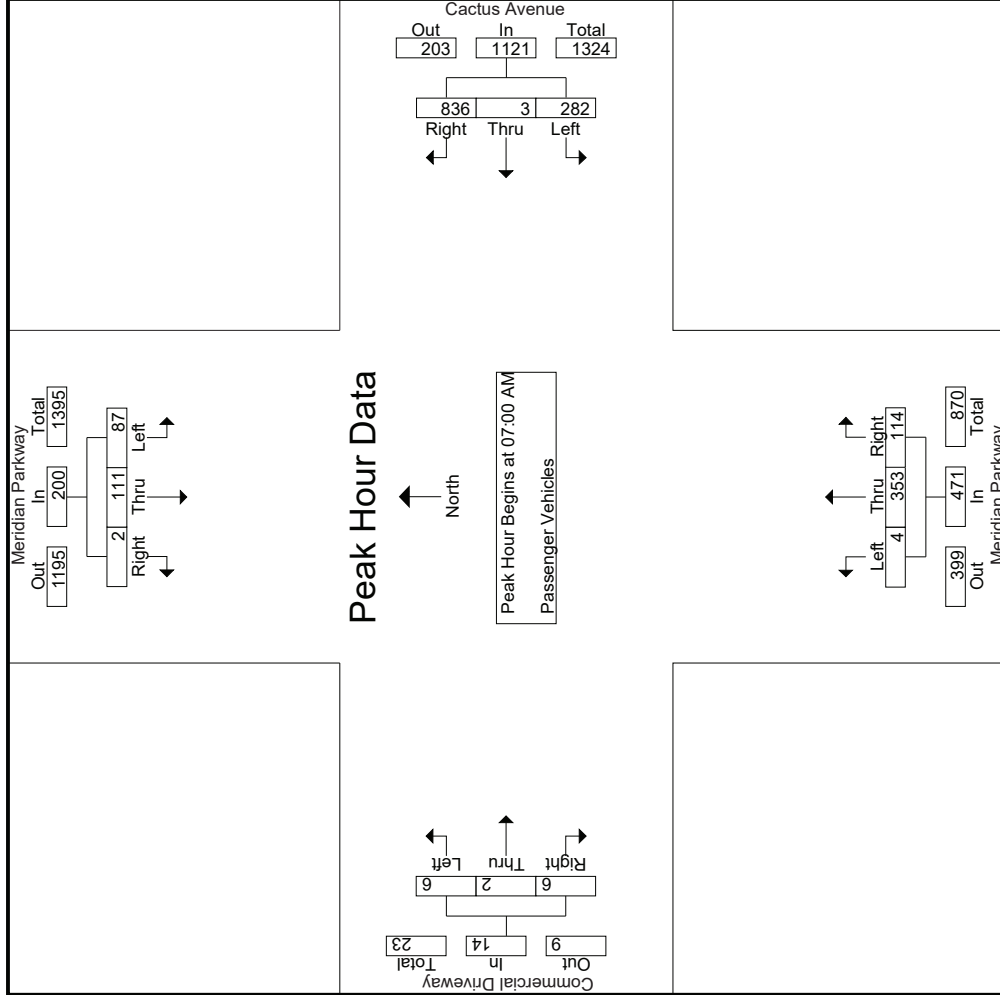 Cactus Avenue
Out In Total
203 1121 1324
836 3 282
Right Thru Left
Meridian Parkway
Out In Total
1195 200 1395
2 111 87
Right Thru Left
Peak Hour Data
North
Peak Hour Begins at 07:00 AM
Passenger Vehicles
Left Thru Right
4 353 114
399 471 870
Out In Total
Meridian Parkway
Left Thru Right
6 2 6
23 14 9
Total In Out
Commercial Driveway